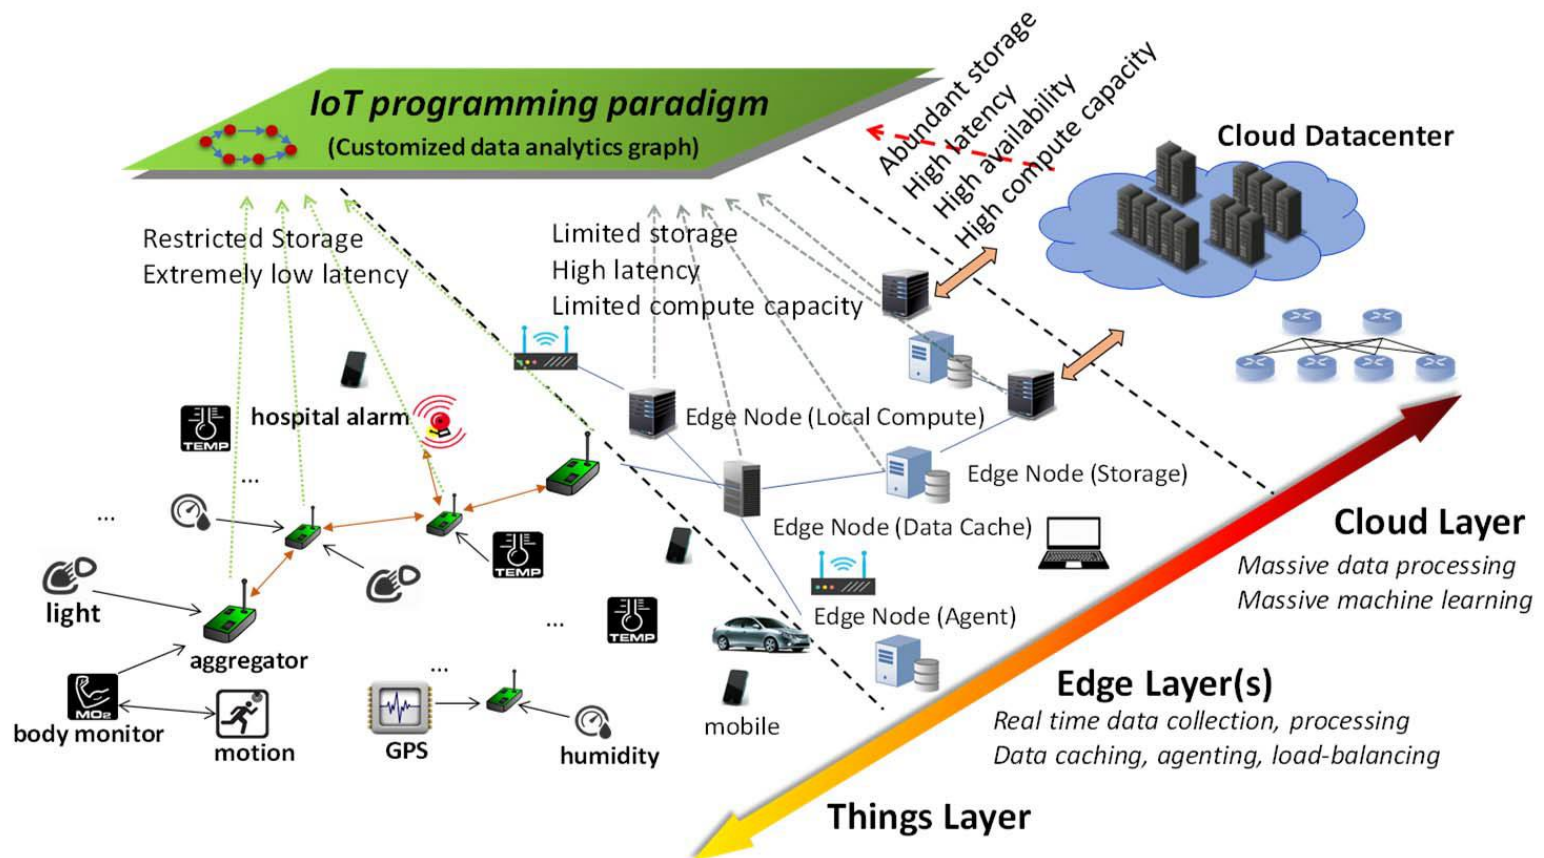 IoT programming paradigm
(Customized data analytics graph)
Abundant storage
High latency
High availability
High compute capacity
Cloud Datacenter
Restricted Storage
Extremely low latency
Limited storage
High latency
Limited compute capacity
hospital alarm
TEMP
Edge Node (Local Compute)
Edge Node (Storage)
...
...
Edge Node (Data Cache)
TEMP
light
TEMP
...
Edge Node (Agent)
aggregator
...
MO2
body monitor
motion
GPS
humidity
mobile
Cloud Layer
Massive data processing
Massive machine learning
Edge Layer(s)
Real time data collection, processing
Data caching, agenting, load-balancing
Things Layer